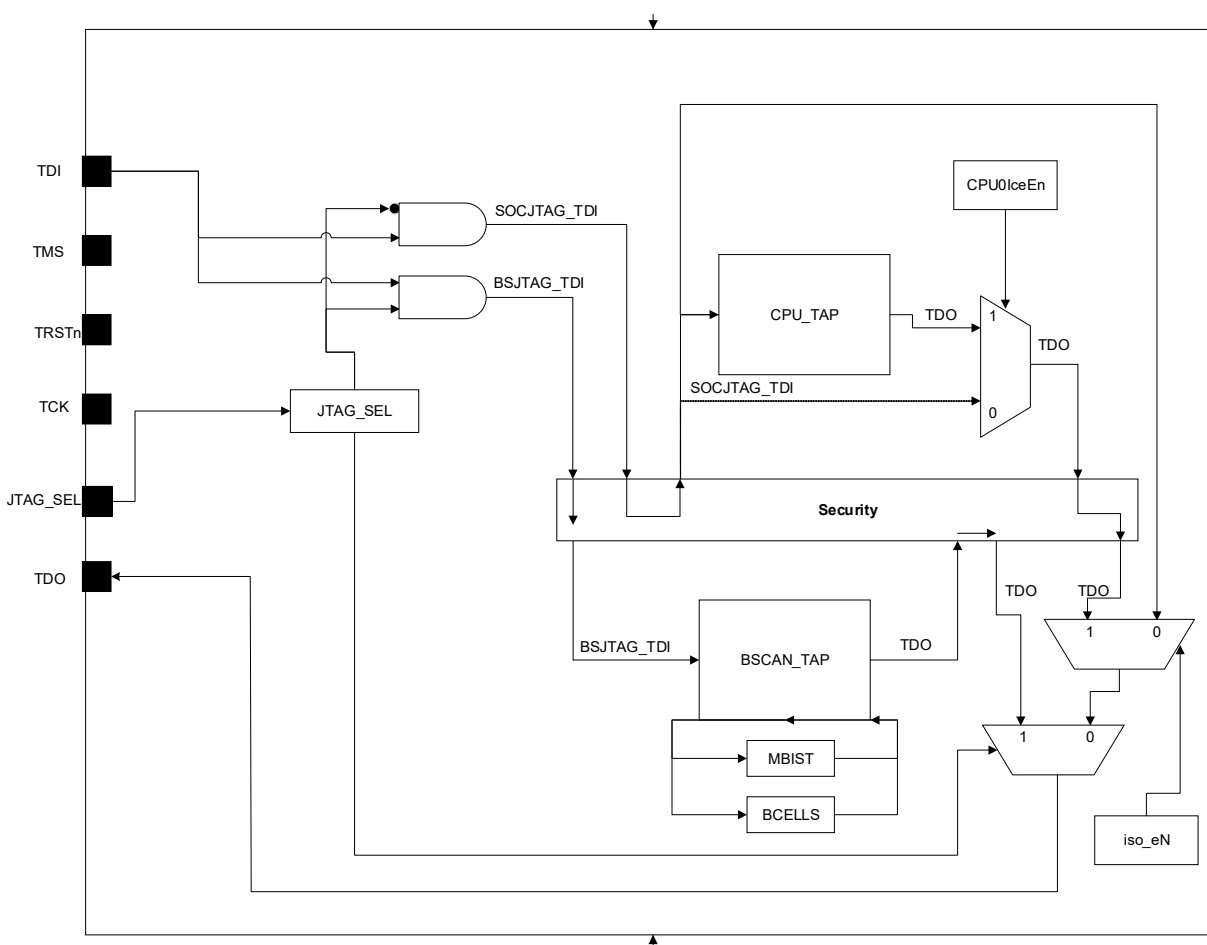 TDI
TMS
TRSTn
TCK
JTAG_SEL
TDO
SOCJTAG_TDI
BSJTAG_TDI
JTAG_SEL
CPU0IceEn
CPU_TAP
TDO
1
TDO
SOCJTAG_TDI
0
Security
TDO
TDO
1
0
BSJTAG_TDI
BSCAN_TAP
TDO
1
0
MBIST
BCELLS
iso_eN